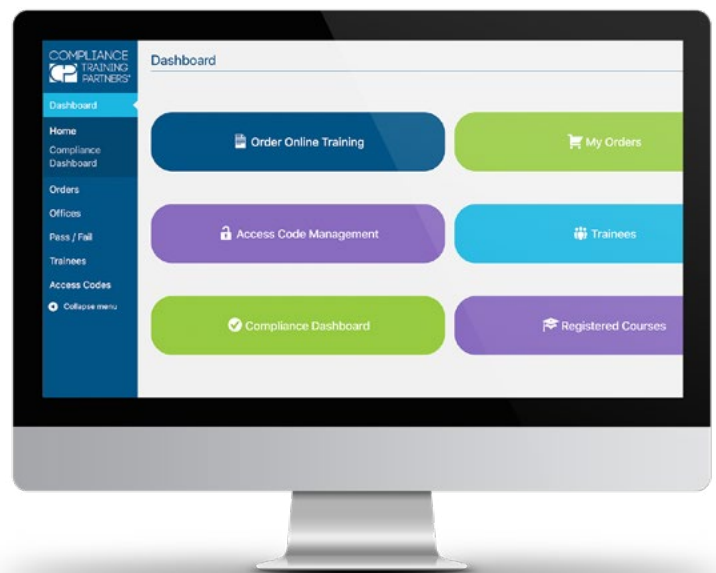 COMPLIANCE
TRAINING
PARTNERS®
Dashboard
Dashboard
Home
Compliance
Dashboard
Orders
Offices
Pass / Fail
Trainees
Access Codes
Collapse menu
Order Online Training
My Orders
Access Code Management
Trainees
Compliance Dashboard
Registered Courses